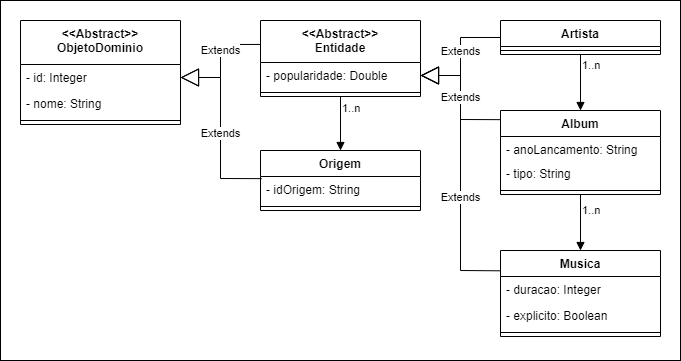 <<Abstract>>
ObjetoDominio
- id: Integer
- nome: String
Extends
Extends
<<Abstract>>
Entidade
- popularidade: Double
1..n
Origem
- idOrigem: String
Extends
Extends
Extends
Artista
1..n
Album
- anoLancamento: String
- tipo: String
1..n
Musica
- duracao: Integer
- explicito: Boolean